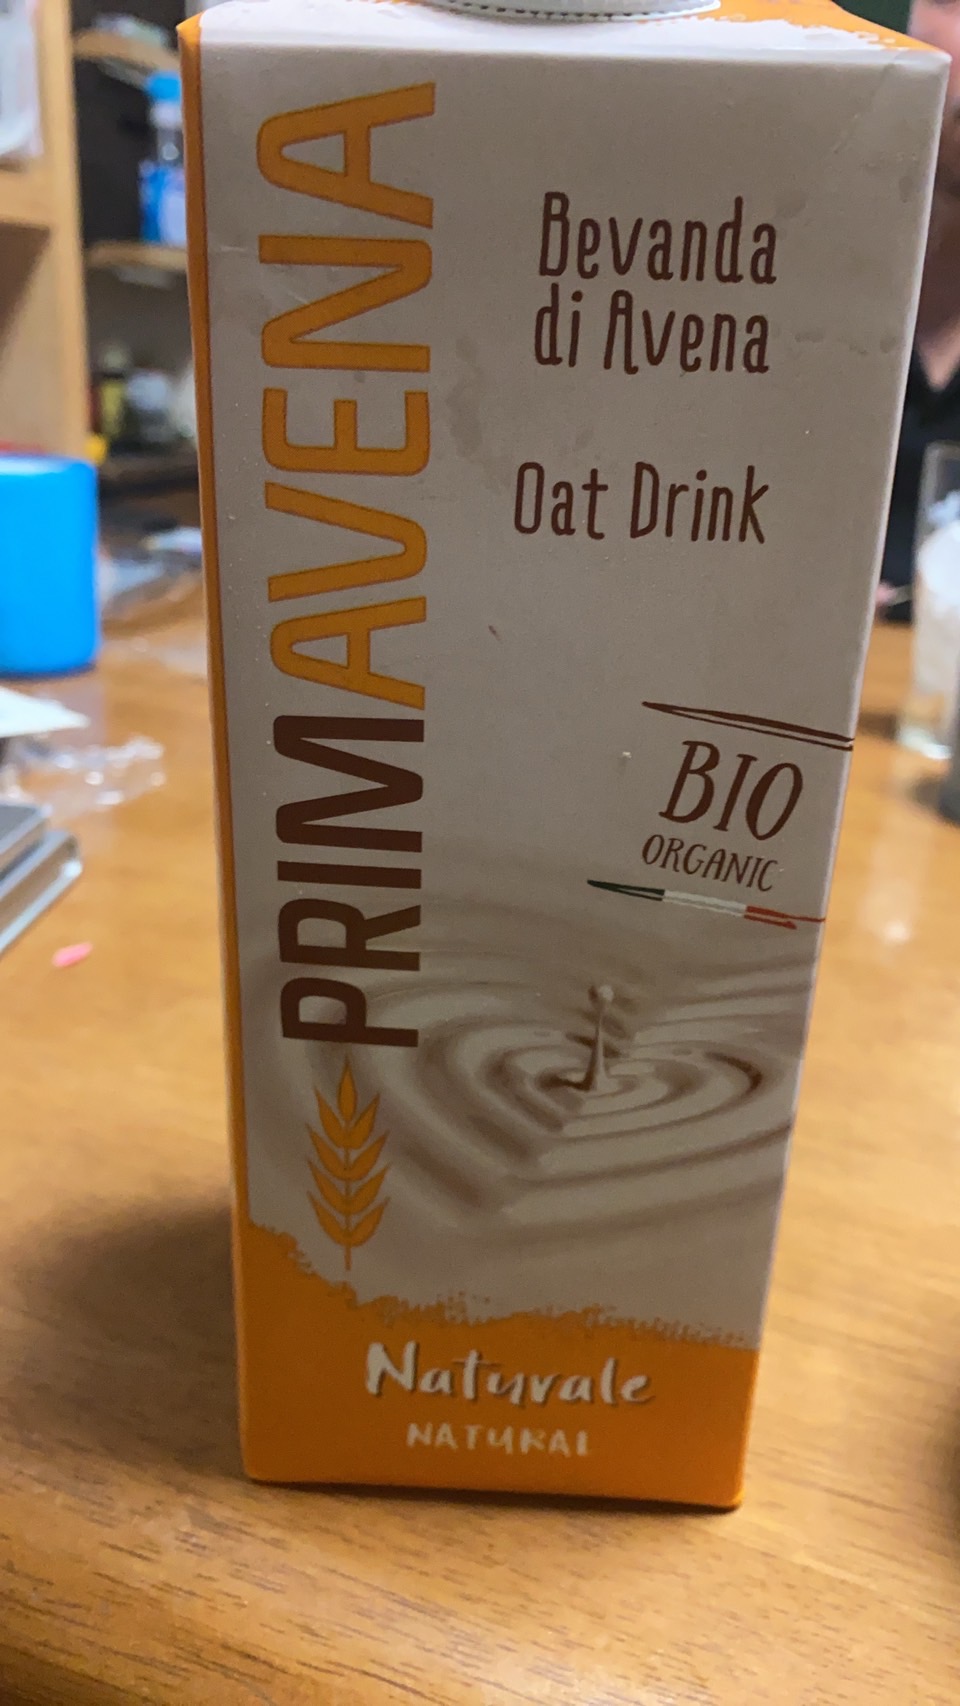 PRIMAVENA
Bevanda
di Avena
Oat Drink
BIO
ORGANIC
Naturale
NATURAL